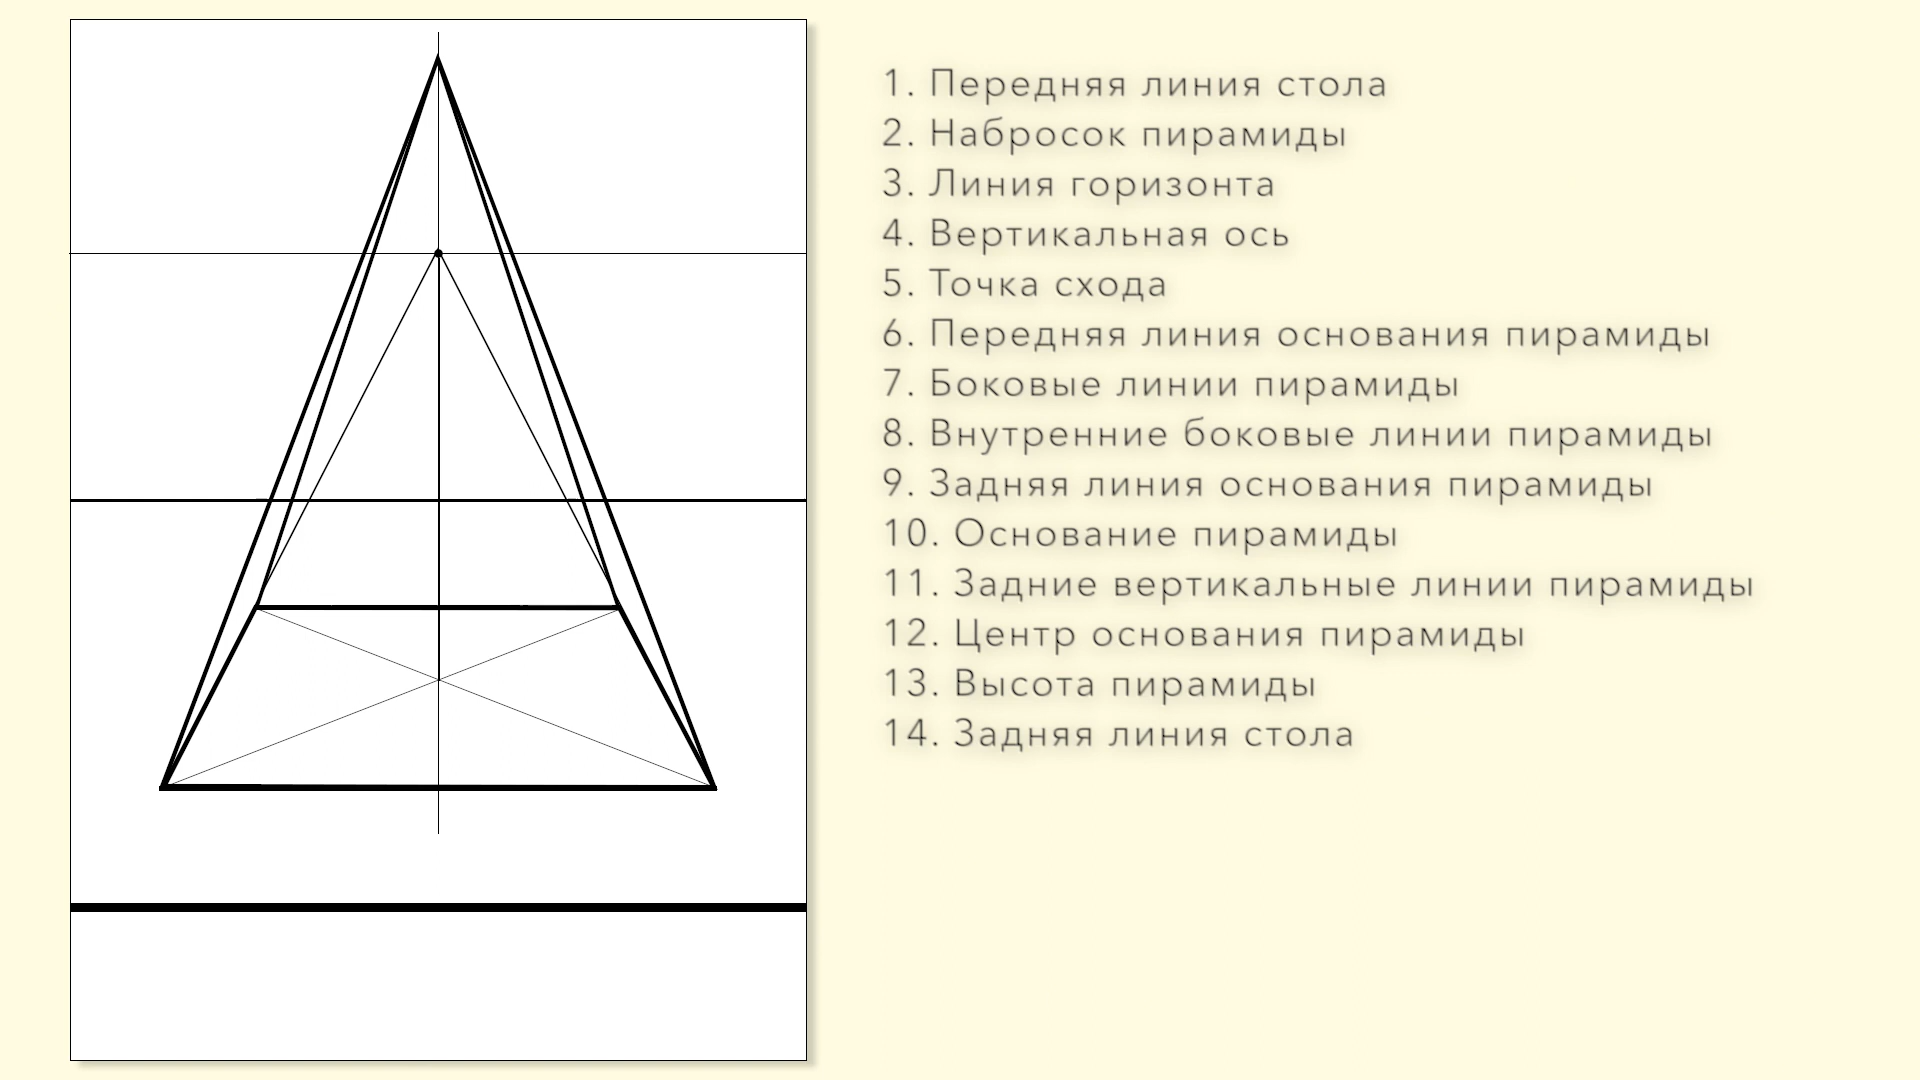 1. Передняя линия стола
2. Набросок пирамиды
3. Линия горизонта
4. Вертикальная ось
5. Точка схода
6. Передняя линия основания пирамиды
7. Боковые линии пирамиды
8. Внутренние боковые линии пирамиды
9. Задняя линия основания пирамиды
10. Основание пирамиды
11. Задние вертикальные линии пирамиды
12. Центр основания пирамиды
13. Высота пирамиды
14. Задняя линия стола